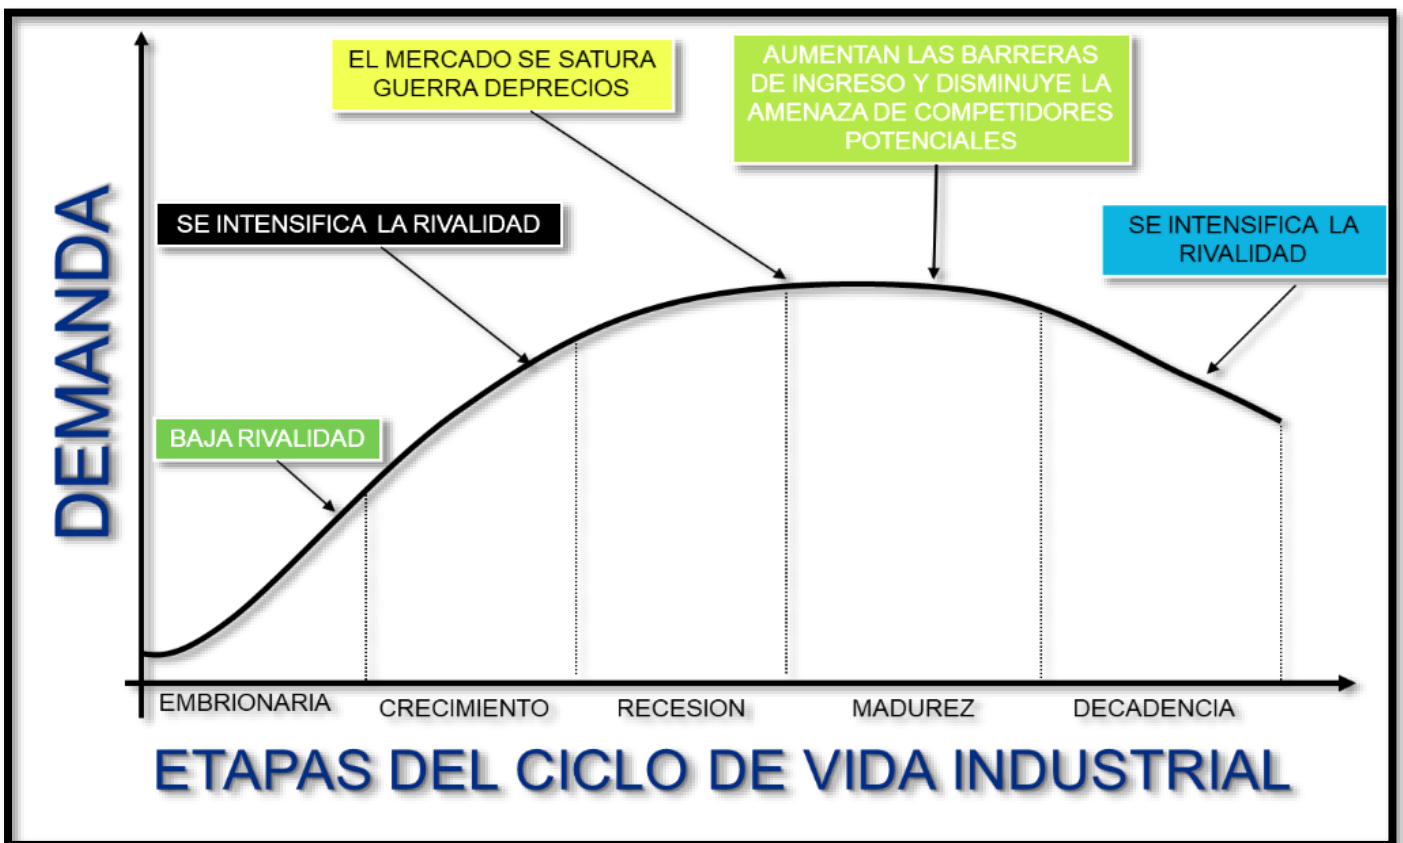 EL MERCADO SE SATURA
GUERRA DEPRECIOS
AUMENTAN LAS BARRERAS
DE INGRESO Y DISMINUYE LA
AMENAZA DE COMPETIDORES
POTENCIALES
SE INTENSIFICA LA RIVALIDAD
SE INTENSIFICA LA
RIVALIDAD
DEMANDA
BAJA RIVALIDAD
EMBRIONARIA
CRECIMIENTO
RECESION
MADUREZ
DECADENCIA
ETAPAS DEL CICLO DE VIDA INDUSTRIAL